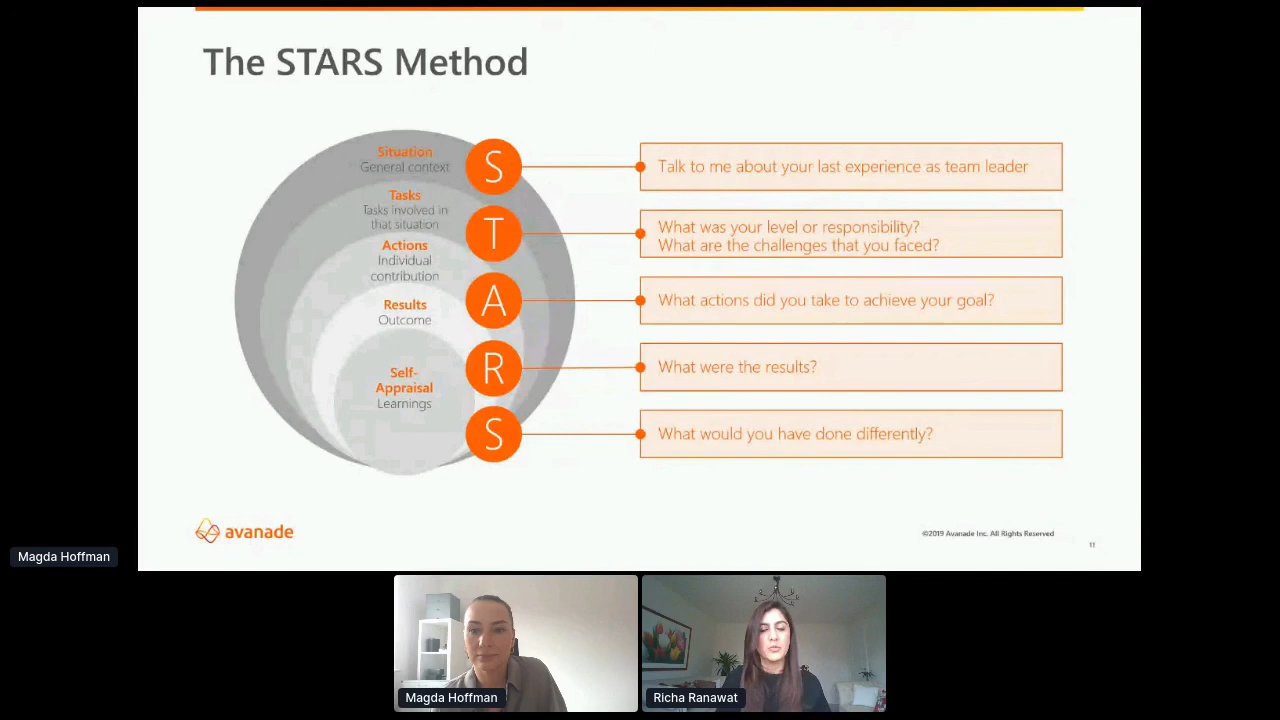 The STARS Method
Situation
General context
S
Talk to me about your last experience as team leader
Tasks
Tasks involved in
that situation
T
What was your level or responsibility?
What are the challenges that you faced?
Actions
Individual
contribution
A
What actions did you take to achieve your goal?
Results
Outcome
R
What were the results?
Self-
Appraisal
Learnings
S
What would you have done differently?
avanade
©2019 Avanade Inc. All Rights Reserved
11
Magda Hoffman
Magda Hoffman
Richa Ranawat